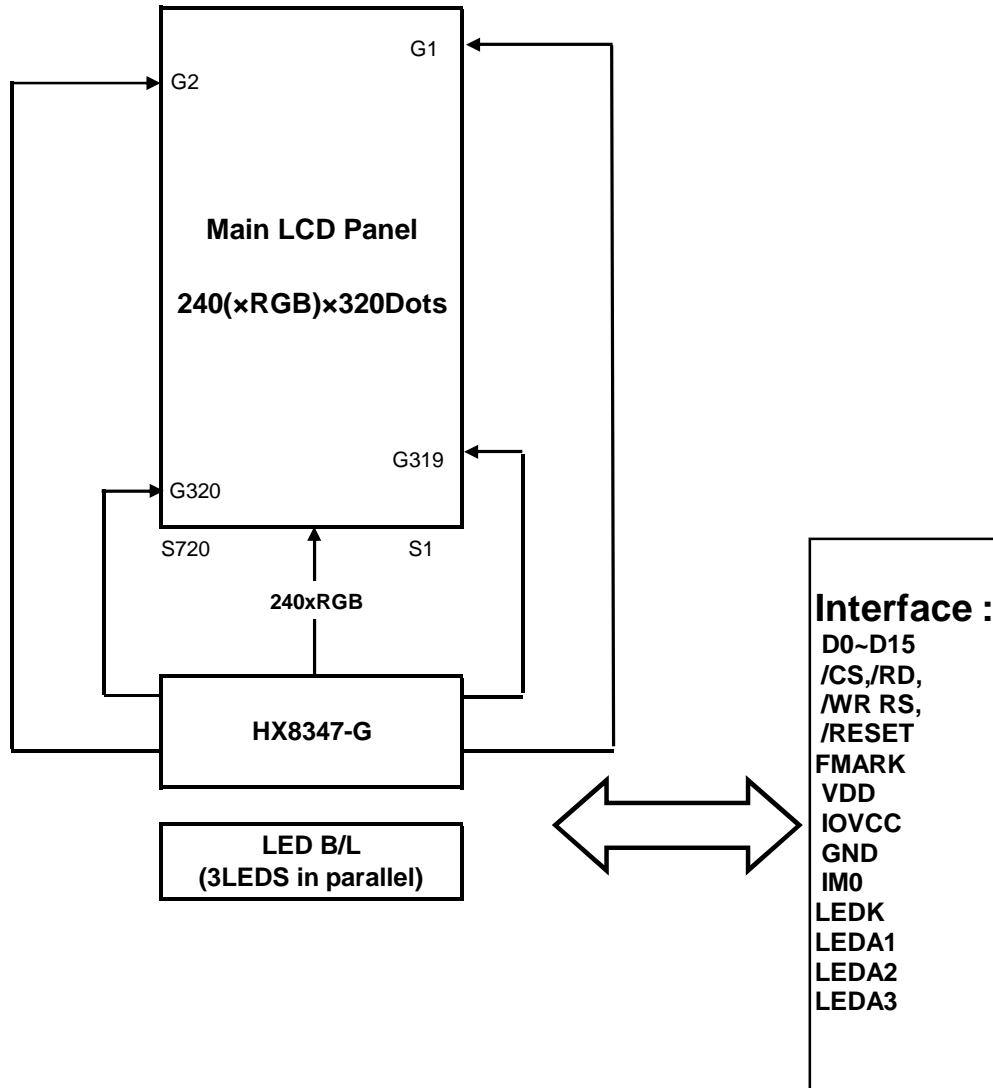 G1
G2
Main LCD Panel
240(×RGB)×320Dots
G319
G320
S720
S1
240xRGB
HX8347-G
LED B/L
(3LEDS in parallel)
Interface :
D0~D15
/CS,/RD,
/WR RS,
/RESET
FMARK
VDD
IOVCC
GND
IM0
LEDK
LEDA1
LEDA2
LEDA3